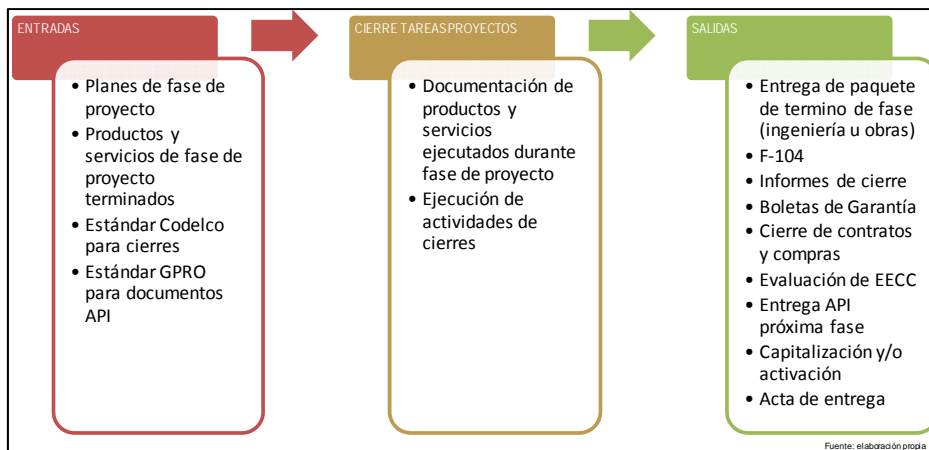 ENTRADAS
• Planes de fase de
proyecto
• Productos y
servicios de fase de
proyecto
terminados
• Estándar Codelco
para cierres
• Estándar GPRO
para documentos
API
CIERRE TAREAS PROYECTOS
• Documentación de
productos y
servicios
ejecutados durante
fase de proyecto
• Ejecución de
actividades de
cierres
SALIDAS
• Entrega de paquete
de termino de fase
(ingeniería u obras)
• F-104
• Informes de cierre
• Boletas de Garantía
• Cierre de contratos
y compras
• Evaluación de EECC
• Entrega API
próxima fase
• Capitalización y/o
activación
• Acta de entrega
Fuente: elaboración propia